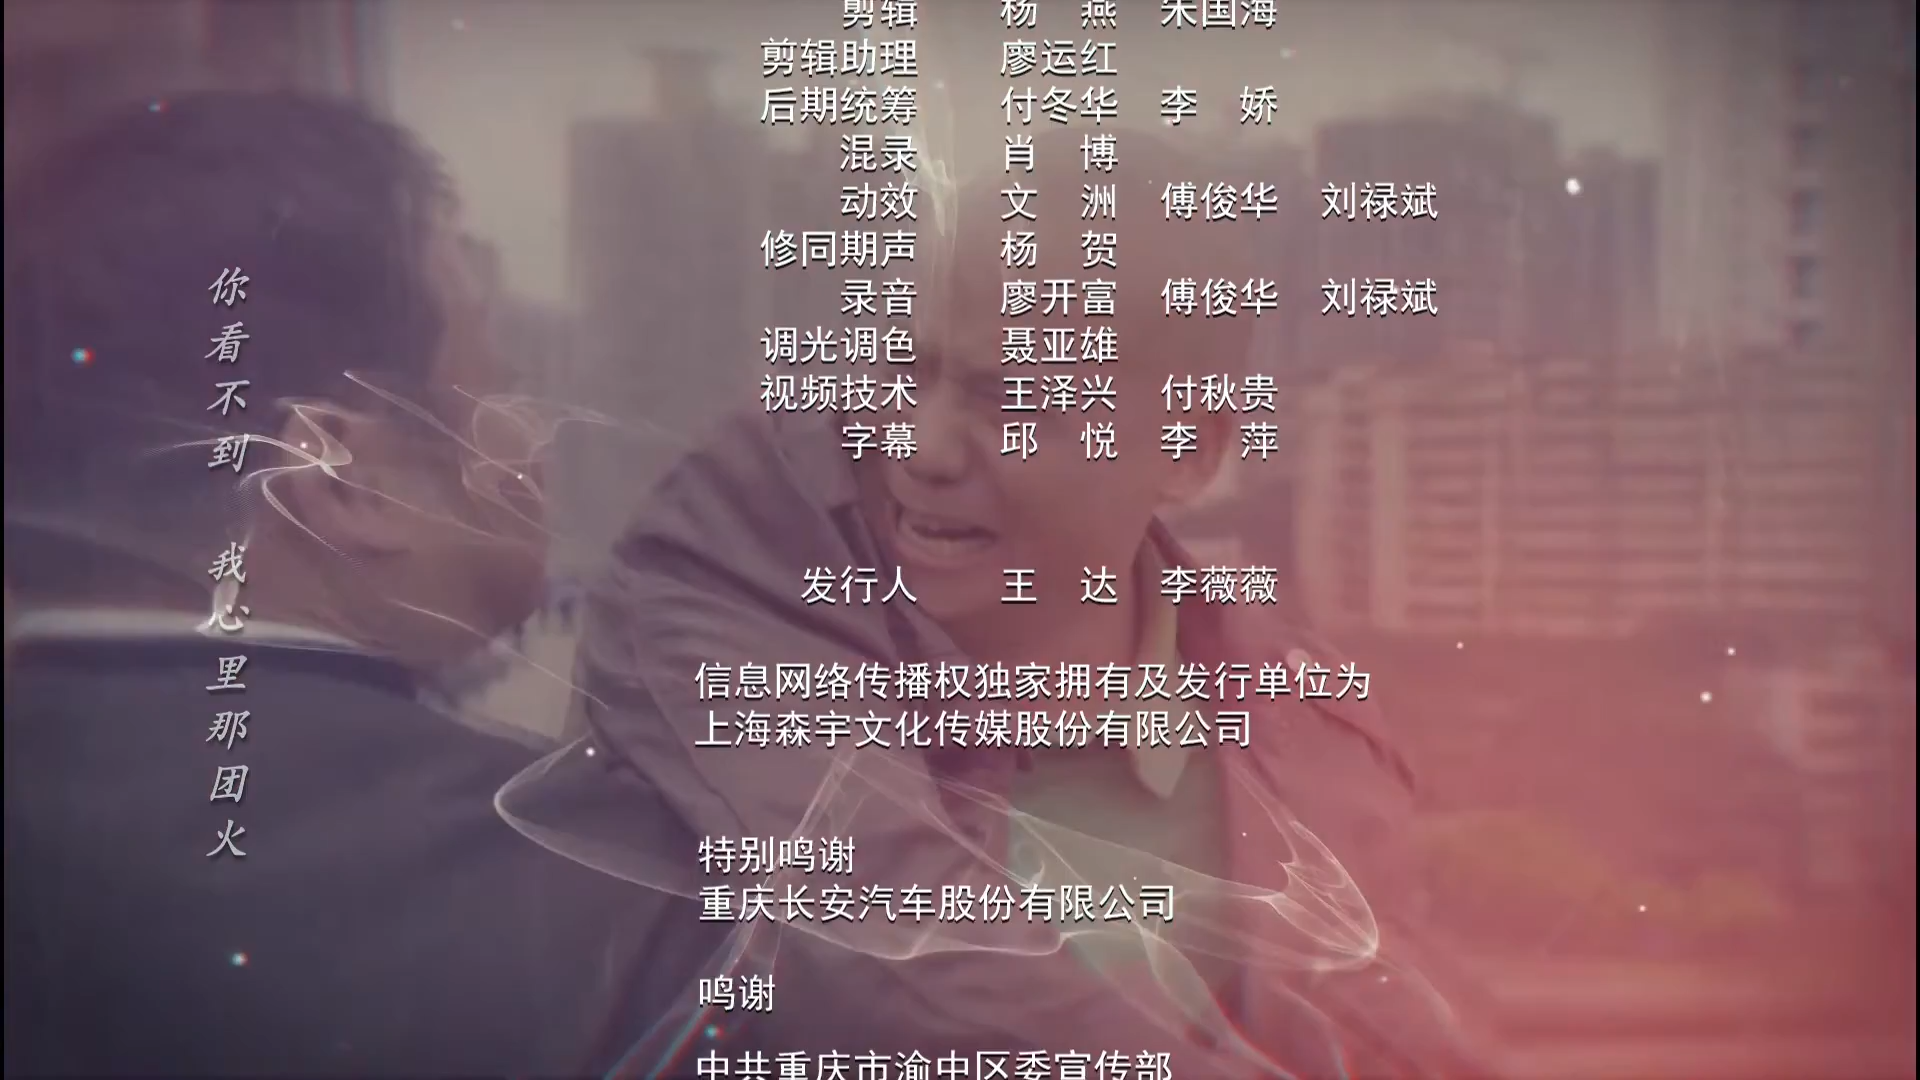 剪辑 杨 燕 朱国海
剪辑助理 廖运红
后期统筹 付冬华 李 娇
混录 肖 博
动效 文 洲 傅俊华 刘禄斌
修同期声 杨 贺
录音 廖开富 傅俊华 刘禄斌
调光调色 聂亚雄
视频技术 王泽兴 付秋贵
字幕 邱 悦 李 萍
发行人 王 达 李薇薇
信息网络传播权独家拥有及发行单位为
上海森宇文化传媒股份有限公司
特别鸣谢
重庆长安汽车股份有限公司
鸣谢
中共重庆市渝中区委宣传部
你看不到 我心里那团火